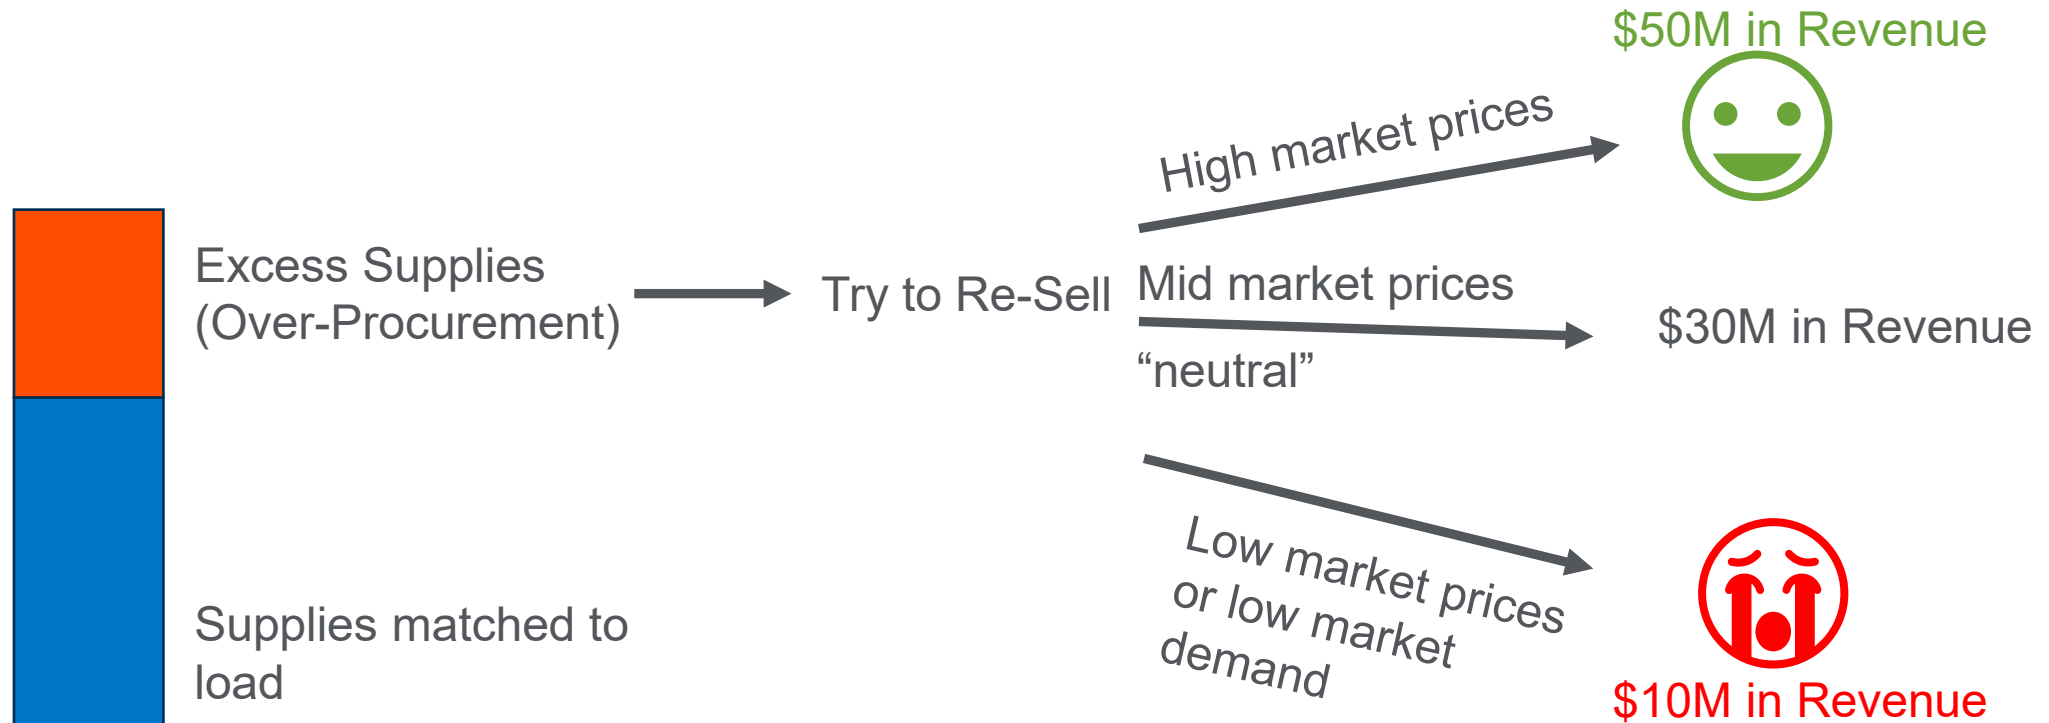 $50M in Revenue
High market prices
Excess Supplies
(Over-Procurement)
Try to Re-Sell
Mid market prices
“neutral”
$30M in Revenue
Low market prices
or low market
demand
Supplies matched to
load
$10M in Revenue